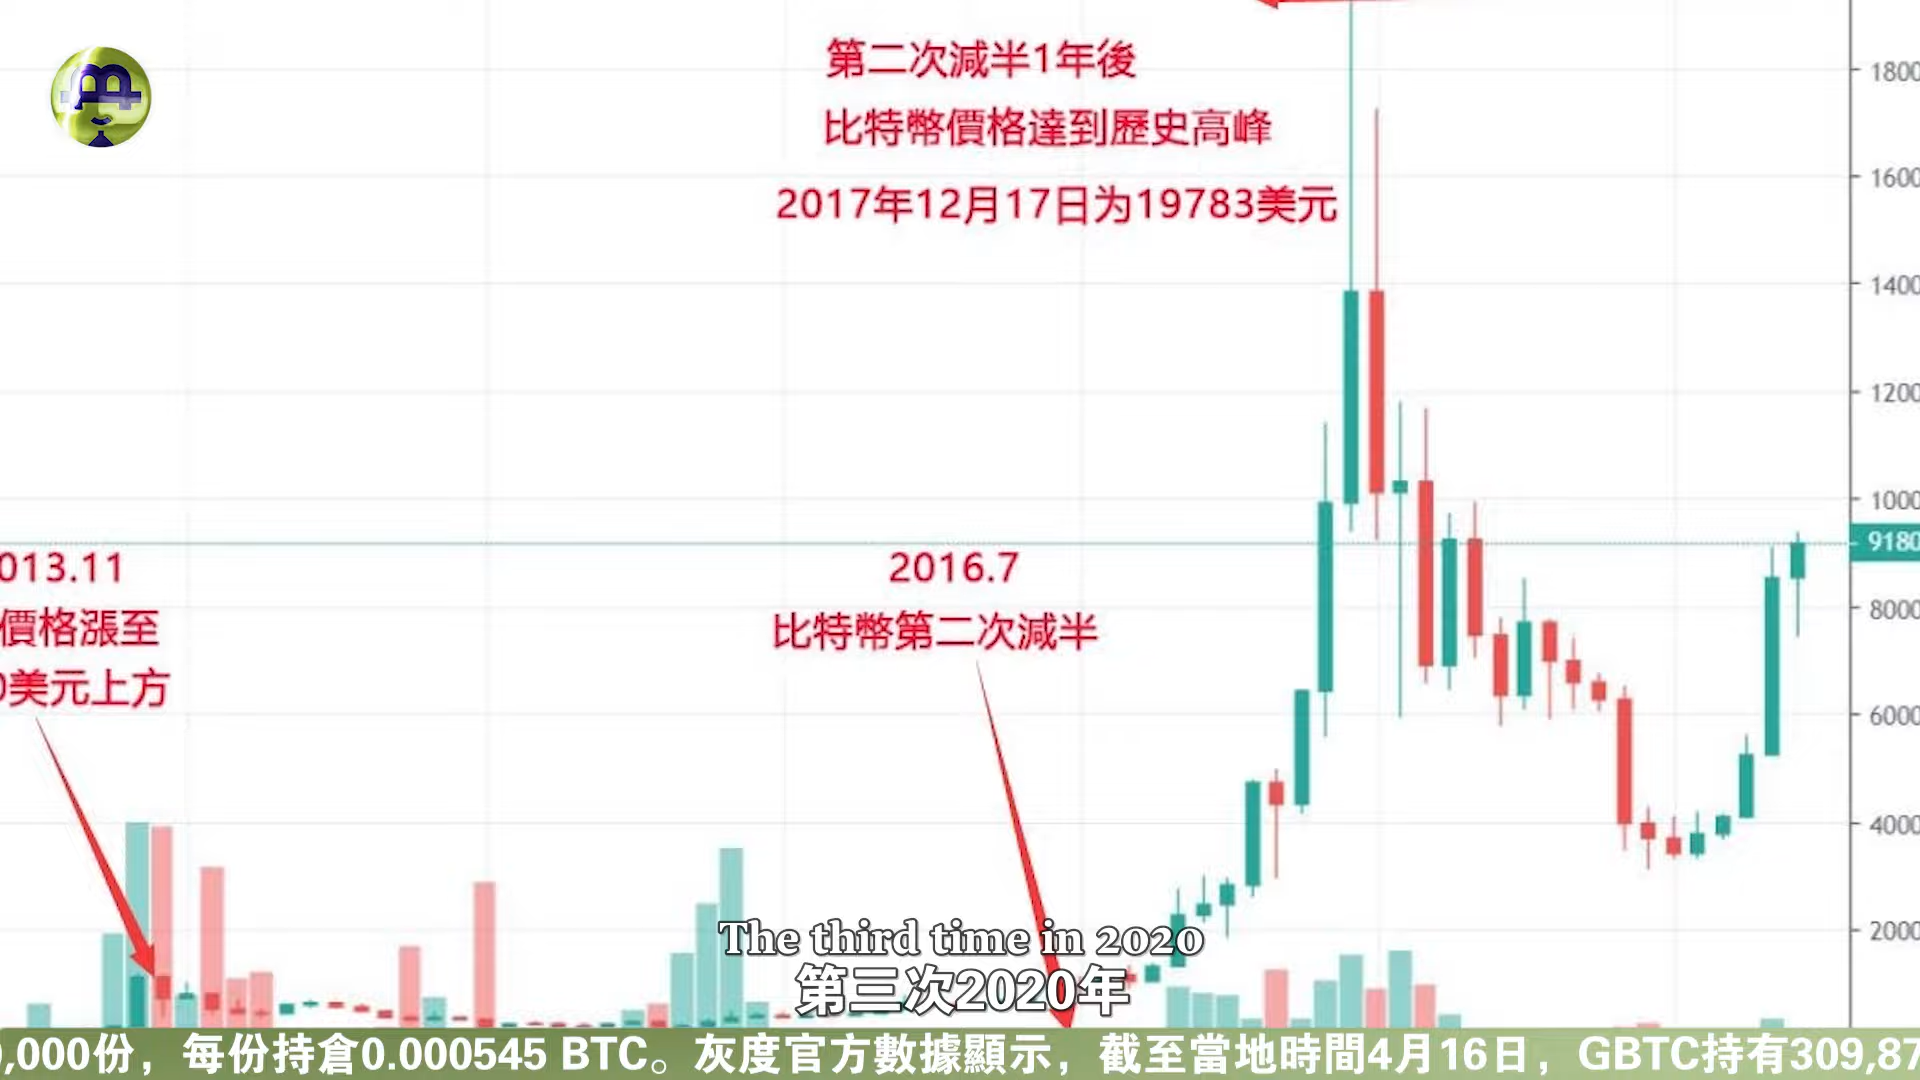 第二次減半1年後
比特幣價格達到歷史高峰
2017年12月17日为19783美元
013.11
價格漲至
0美元上方
2016.7
比特幣第二次減半
1800
1600
1400
1200
1000
9180
8000
6000
4000
2000
The third time in 2020
第三次2020年
0,000份，每份持倉0.000545 BTC。灰度官方數據顯示，截至當地時間4月16日，GBTC持有309,87